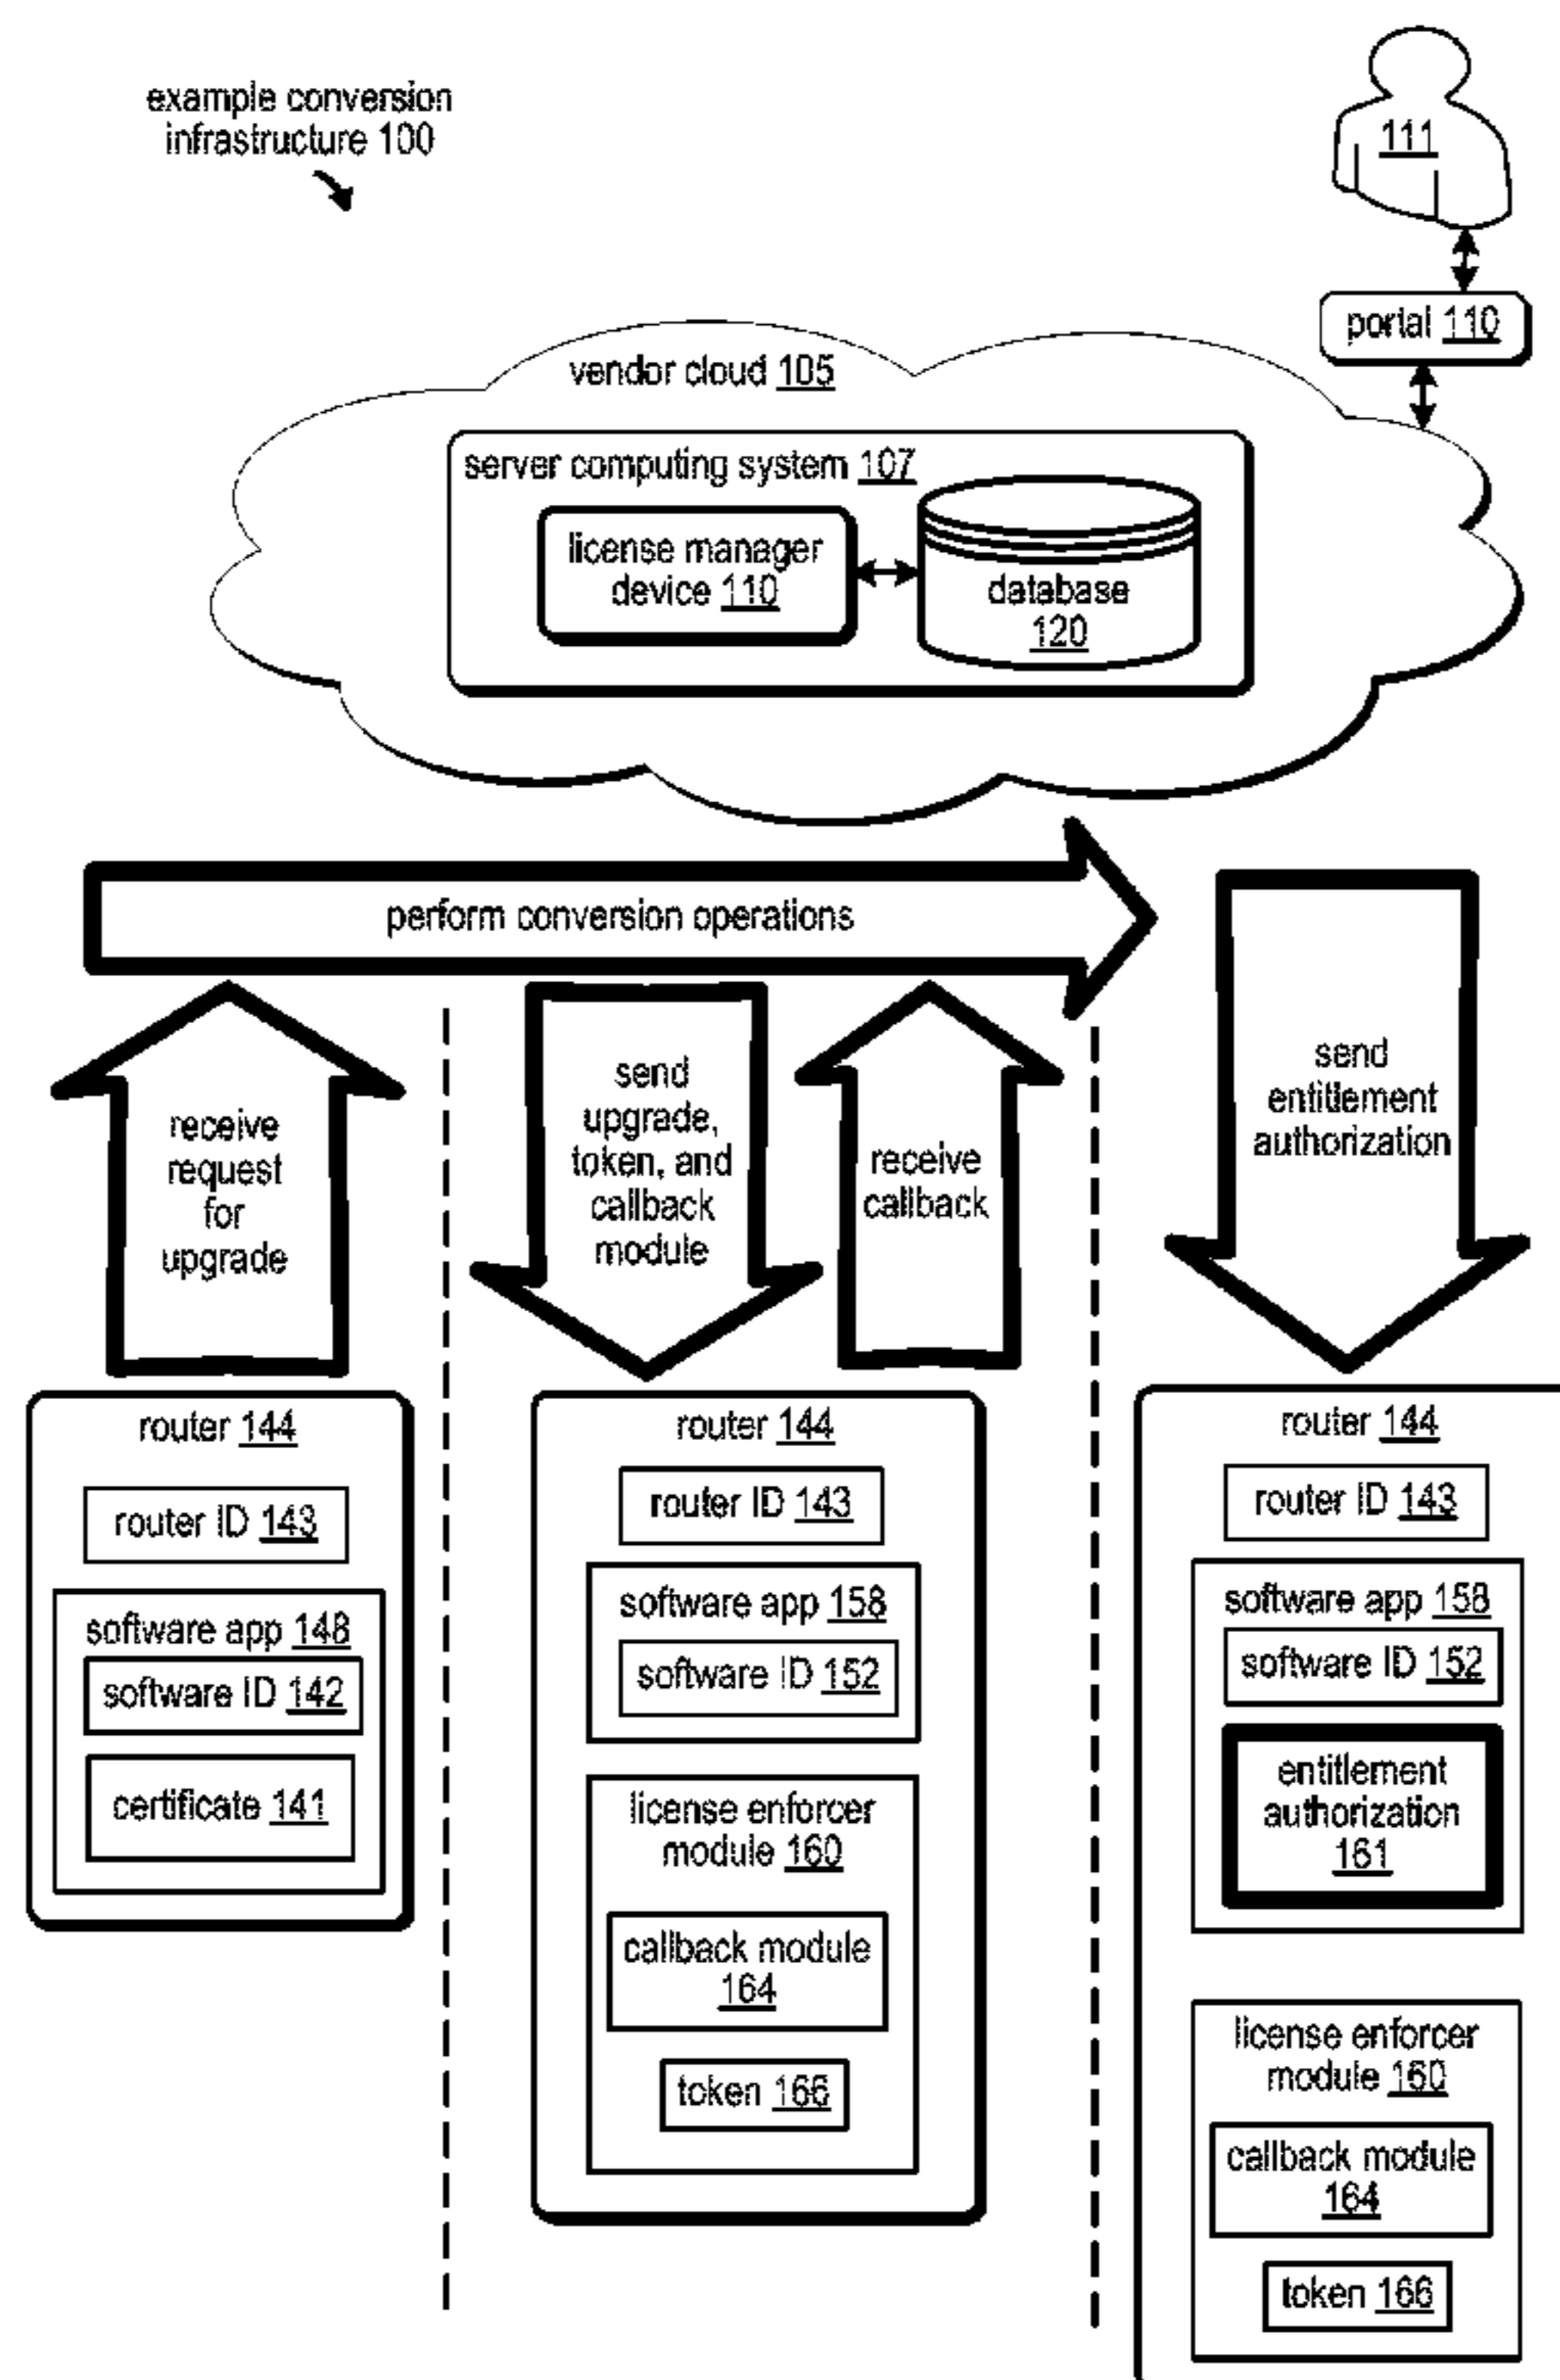 example conversion
infrastructure 100
111
portal 110
vendor cloud 105
server computing system 107
license manager
device 110
database
120
perform conversion operations
receive
request
for
upgrade
send
upgrade,
token, and
callback
module
receive
callback
send
entitlement
authorization
router 144
router ID 143
software app 148
software ID 142
certificate 141
router 144
router ID 143
software app 158
software ID 152
license enforcer
module 160
callback module
164
token 166
router 144
router ID 143
software app 158
software ID 152
entitlement
authorization
161
license enforcer
module 160
callback module
164
token 166